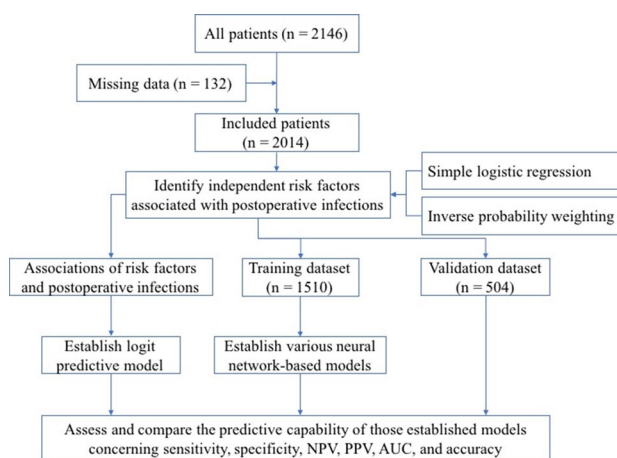 All patients (n = 2146)
Missing data (n = 132)
Included patients
(n = 2014)
Simple logistic regression
Identify independent risk factors
associated with postoperative infections
Inverse probability weighting
Associations of risk factors
and postoperative infections
Training dataset
(n = 1510)
Validation dataset
(n = 504)
Establish logit
predictive model
Establish various neural
network-based models
Assess and compare the predictive capability of those established models
concerning sensitivity, specificity, NPV, PPV, AUC, and accuracy